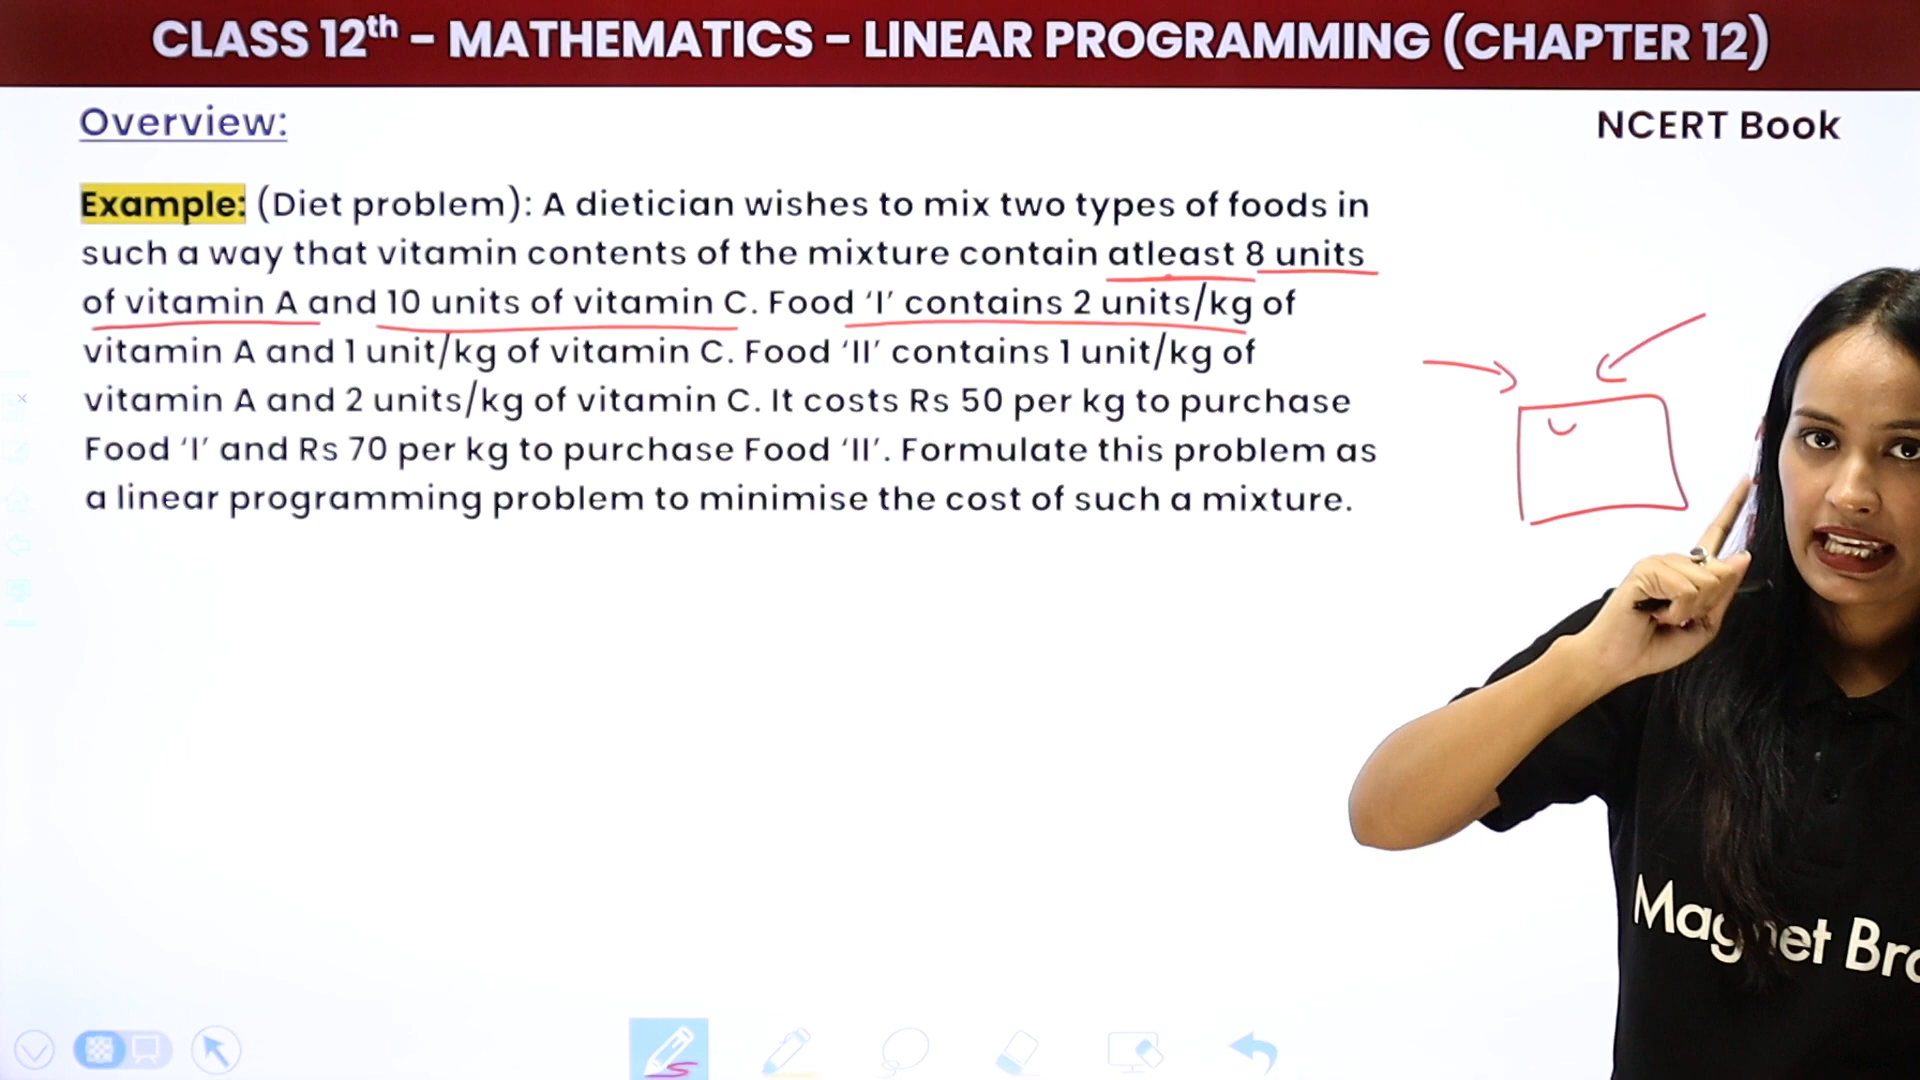 CLASS 12th – MATHEMATICS – LINEAR PROGRAMMING (CHAPTER 12)
Overview:
NCERT Book
Example: (Diet problem): A dietician wishes to mix two types of foods in
such a way that vitamin contents of the mixture contain atleast 8 units
of vitamin A and 10 units of vitamin C. Food ‘I’ contains 2 units/kg of
vitamin A and 1 unit/kg of vitamin C. Food ‘II’ contains 1 unit/kg of
vitamin A and 2 units/kg of vitamin C. It costs Rs 50 per kg to purchase
Food ‘I’ and Rs 70 per kg to purchase Food ‘II’. Formulate this problem as
a linear programming problem to minimise the cost of such a mixture.
Magnet Bra